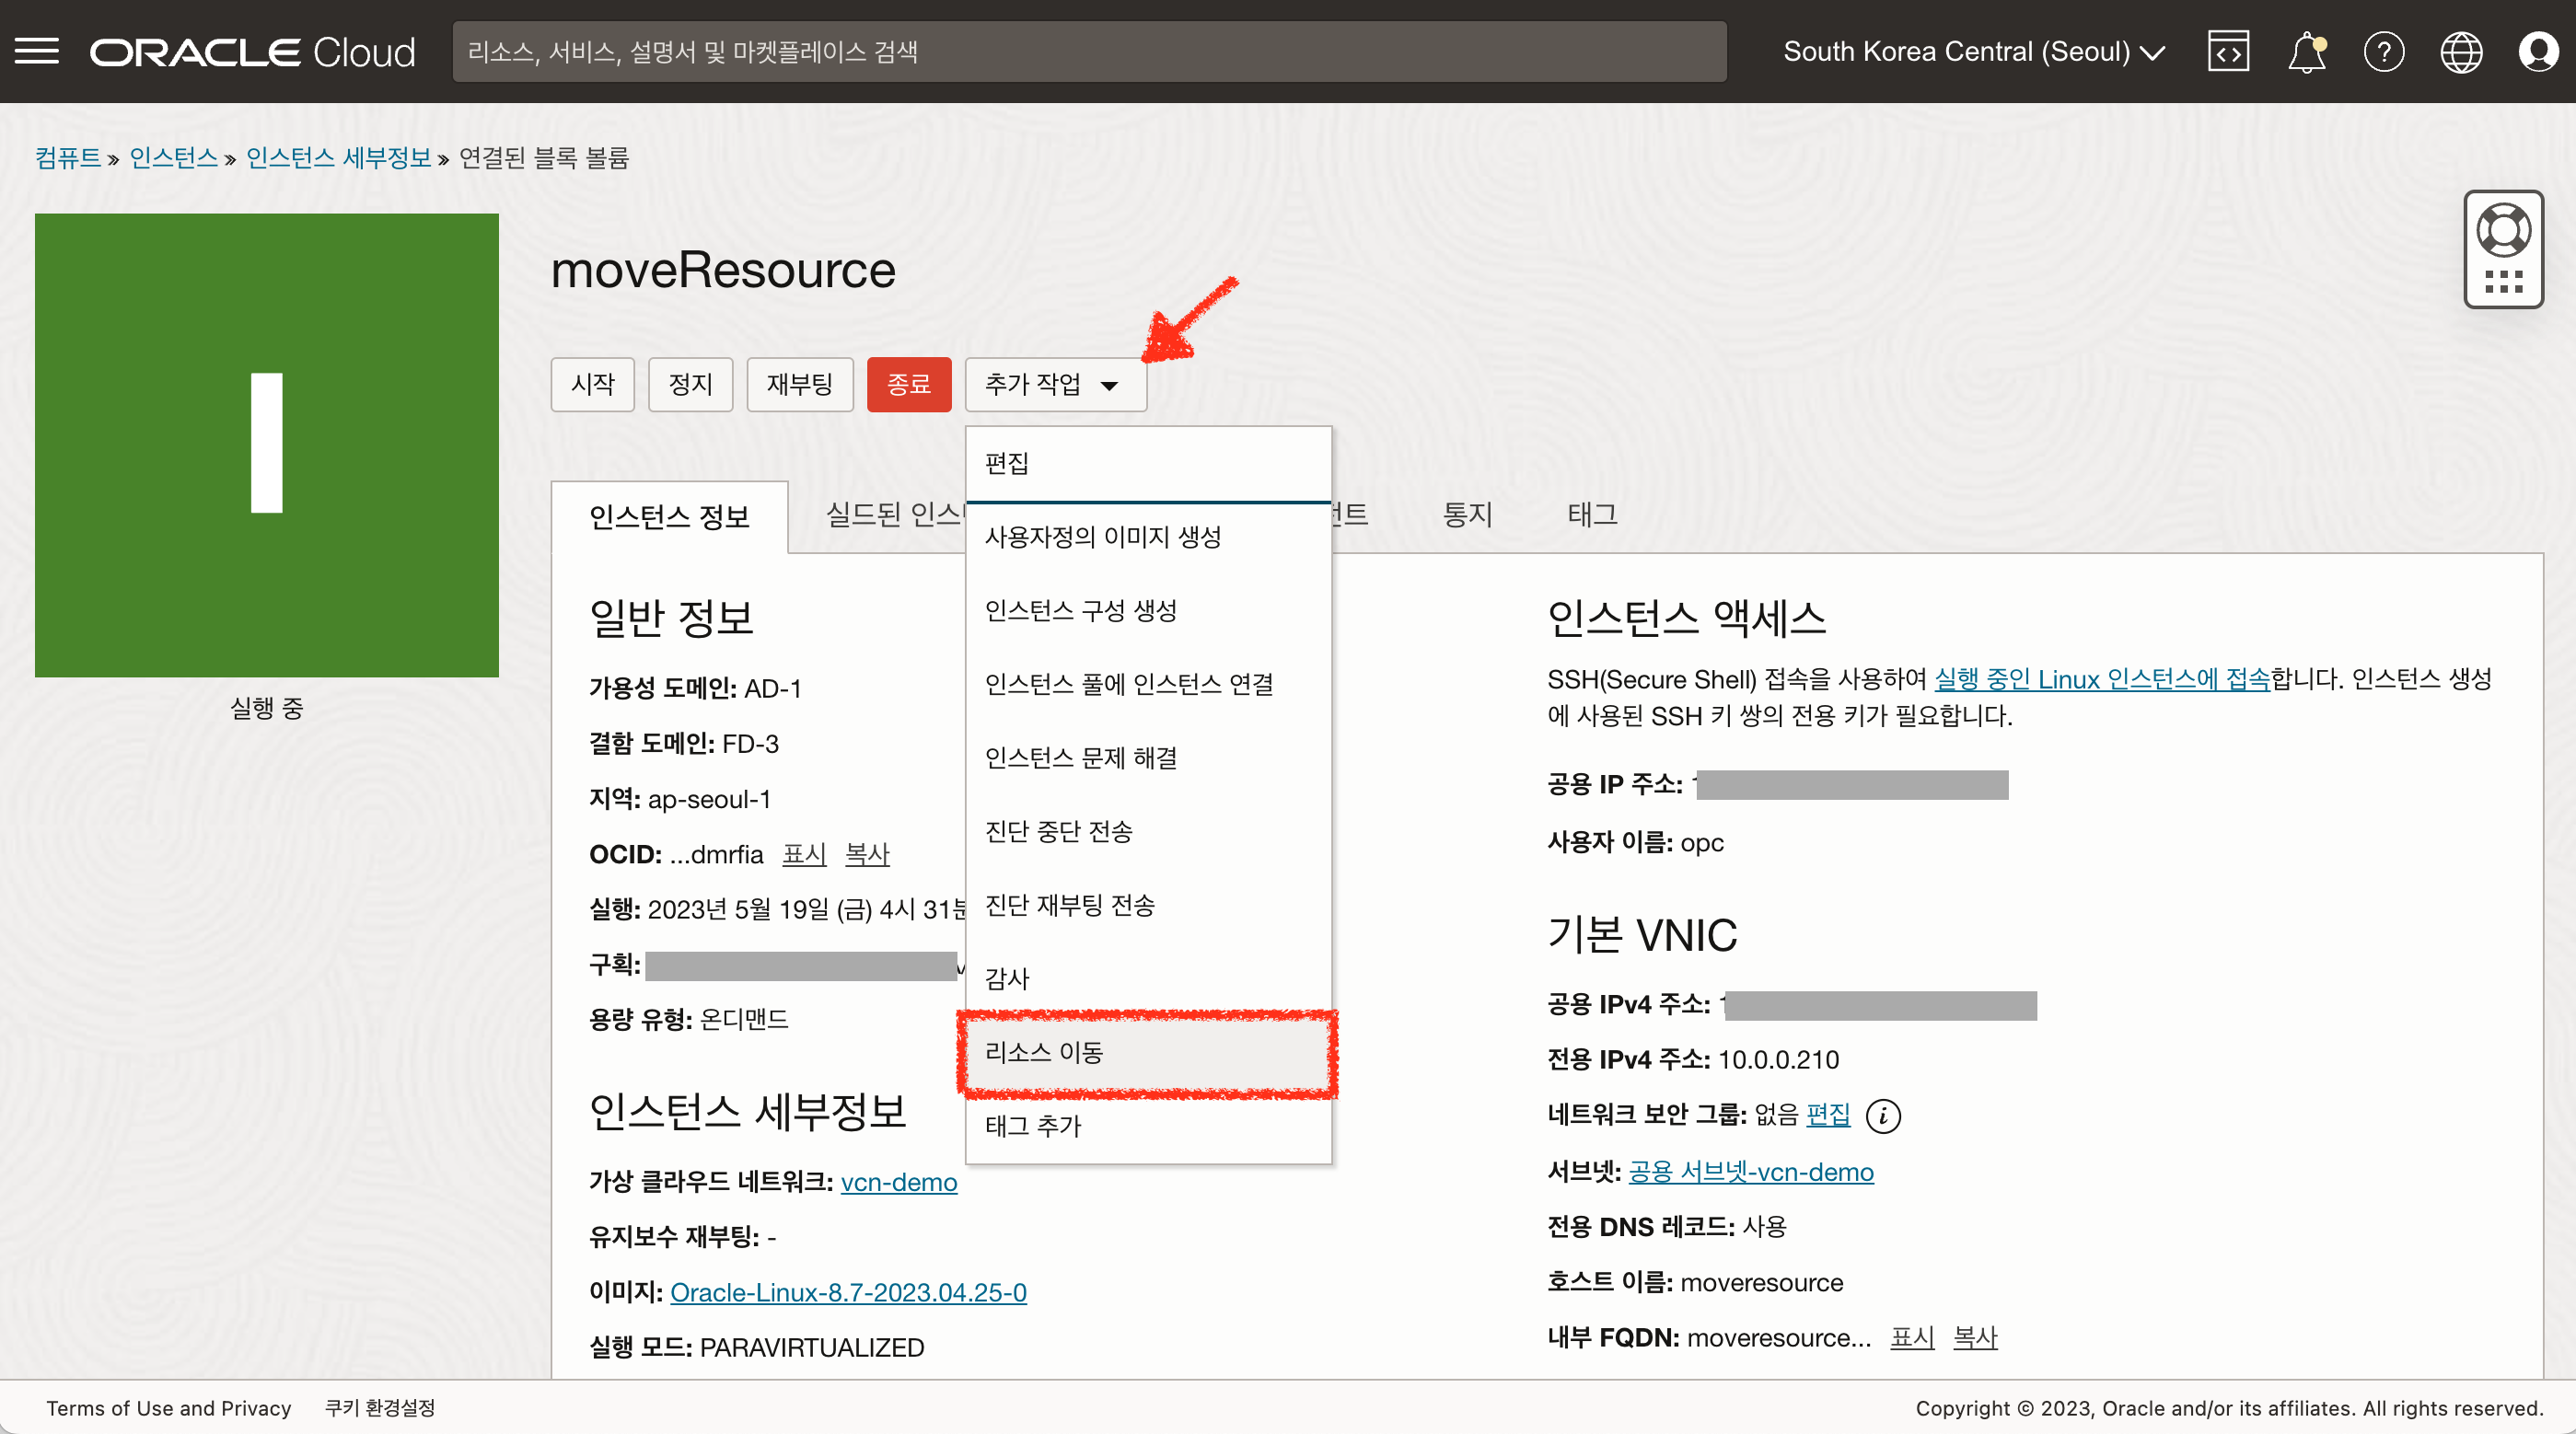 ORACLE Cloud
리소스, 서비스, 설명서 및 마켓플레이스 검색
South Korea Central (Seoul)
컴퓨트 » 인스턴스 » 인스턴스 세부정보 » 연결된 블록 볼륨
moveResource
시작
정지
재부팅
종료
추가 작업
실행 중
편집
사용자정의 이미지 생성
인스턴스 구성 생성
인스턴스 풀에 인스턴스 연결
인스턴스 문제 해결
진단 중단 전송
진단 재부팅 전송
감사
리소스 이동
태그 추가
인스턴스 정보
실드된
통지
태그
일반 정보
가용성 도메인: AD-1
결함 도메인: FD-3
지역: ap-seoul-1
OCID: ...dmrfia 표시 복사
실행: 2023년 5월 19일 (금) 4시
구획:
용량 유형: 온디맨드
인스턴스 세부정보
가상 클라우드 네트워크: vcn-demo
유지보수 재부팅: -
이미지: Oracle-Linux-8.7-2023.04.25-0
실행 모드: PARAVIRTUALIZED
인스턴스 액세스
SSH(Secure Shell) 접속을 사용하여 실행 중인 Linux 인스턴스에 접속합니다. 인스턴스 생성
에 사용된 SSH 키 쌍의 전용 키가 필요합니다.
공용 IP 주소:
사용자 이름: opc
기본 VNIC
공용 IPv4 주소:
전용 IPv4 주소: 10.0.0.210
네트워크 보안 그룹: 없음 편집
서브넷: 공용 서브넷-vcn-demo
전용 DNS 레코드: 사용
호스트 이름: moveresource
내부 FQDN: moveresource... 표시 복사
Terms of Use and Privacy
쿠키 환경설정
Copyright © 2023, Oracle and/or its affiliates. All rights reserved.